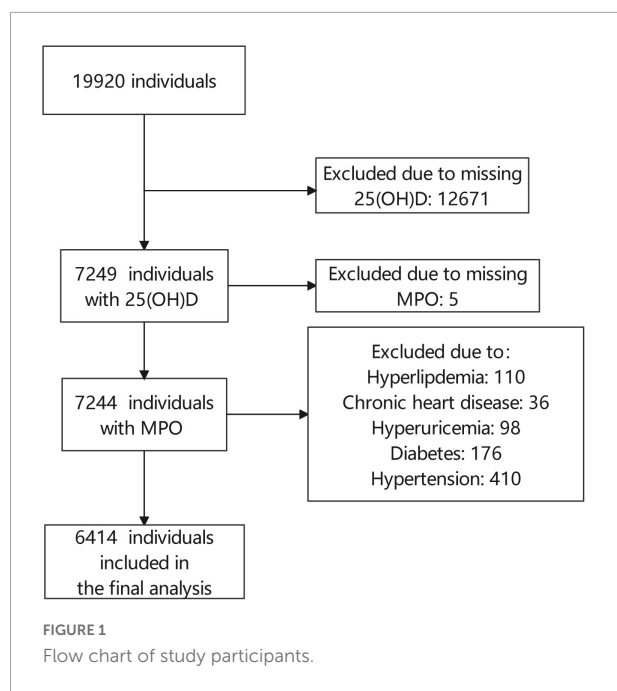 19920 individuals
Excluded due to missing
25(OH)D: 12671
7249 individuals
with 25(OH)D
Excluded due to missing
MPO: 5
7244 individuals
with MPO
Excluded due to:
Hyperlipdemia: 110
Chronic heart disease: 36
Hyperuricemia: 98
Diabetes: 176
Hypertension: 410
6414 individuals
included in
the final analysis
FIGURE 1
Flow chart of study participants.